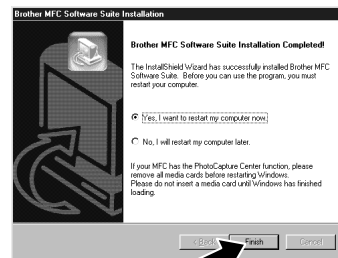 Brother MFC Software Suite Installation
Brother MFC Software Suite Installation Completed!
The InstallShield Wizard has successfully installed Brother MFC
Software Suite. Before you can use the program, you must
restart your computer.
Yes, I want to restart my computer now.
No, I will restart my computer later.
If your MFC has the PhotoCapture Center function, please
remove all media cards before restarting Windows.
Please do not insert a media card until Windows has finished
loading.
< Back
Finish
Cancel